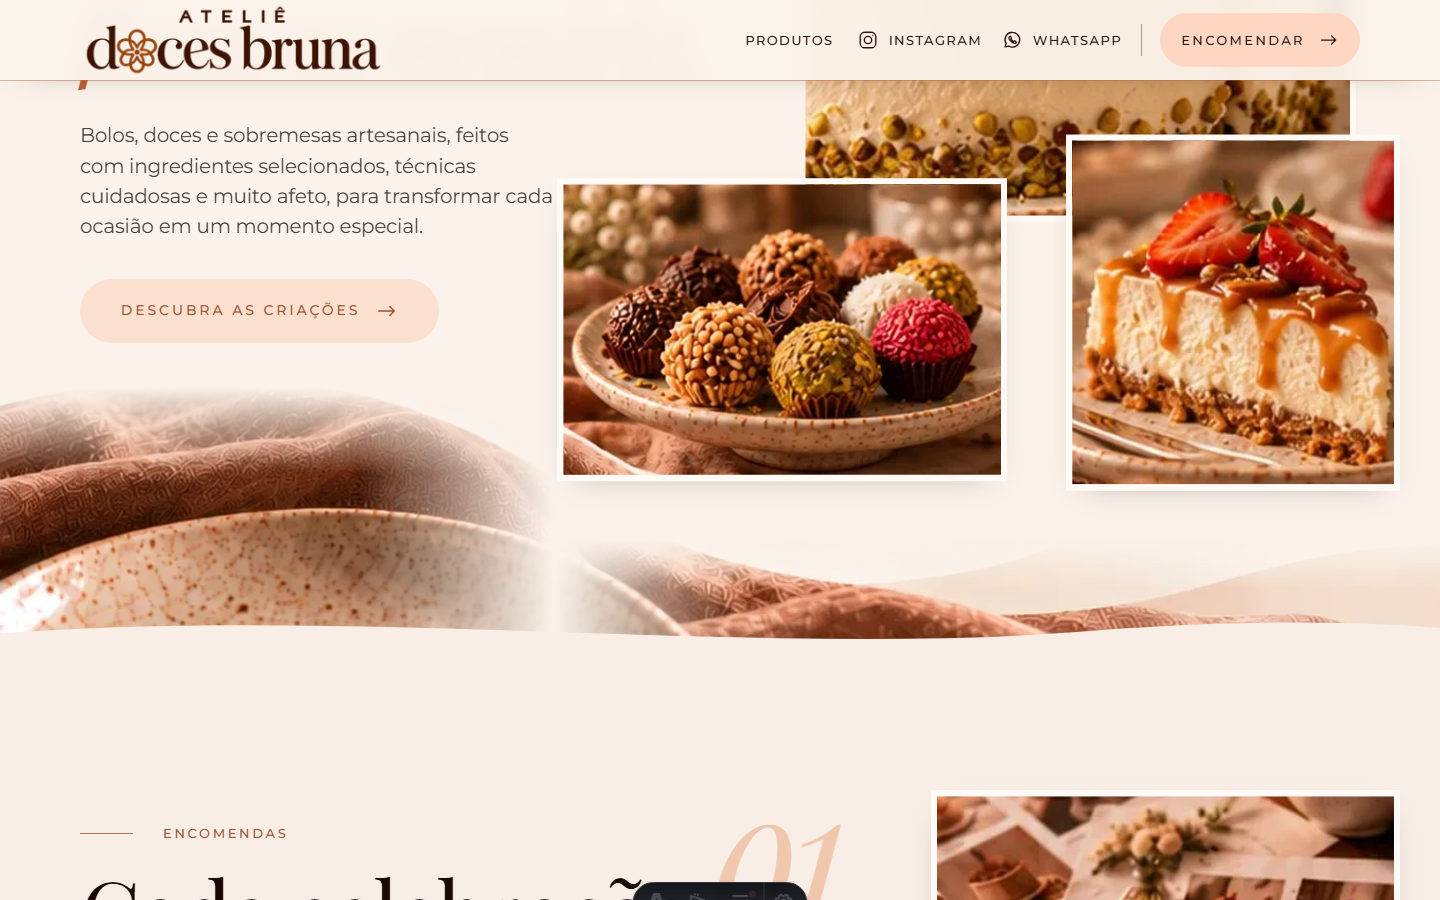 ATELIÊ
doces bruna
PRODUTOS
INSTAGRAM
WHATSAPP
ENCOMENDAR
Bolos, doces e sobremesas artesanais, feitos
com ingredientes selecionados, técnicas
cuidadosas e muito afeto, para transformar cada
ocasião em um momento especial.
DESCUBRA AS CRIAÇÕES
ENCOMENDAS
01